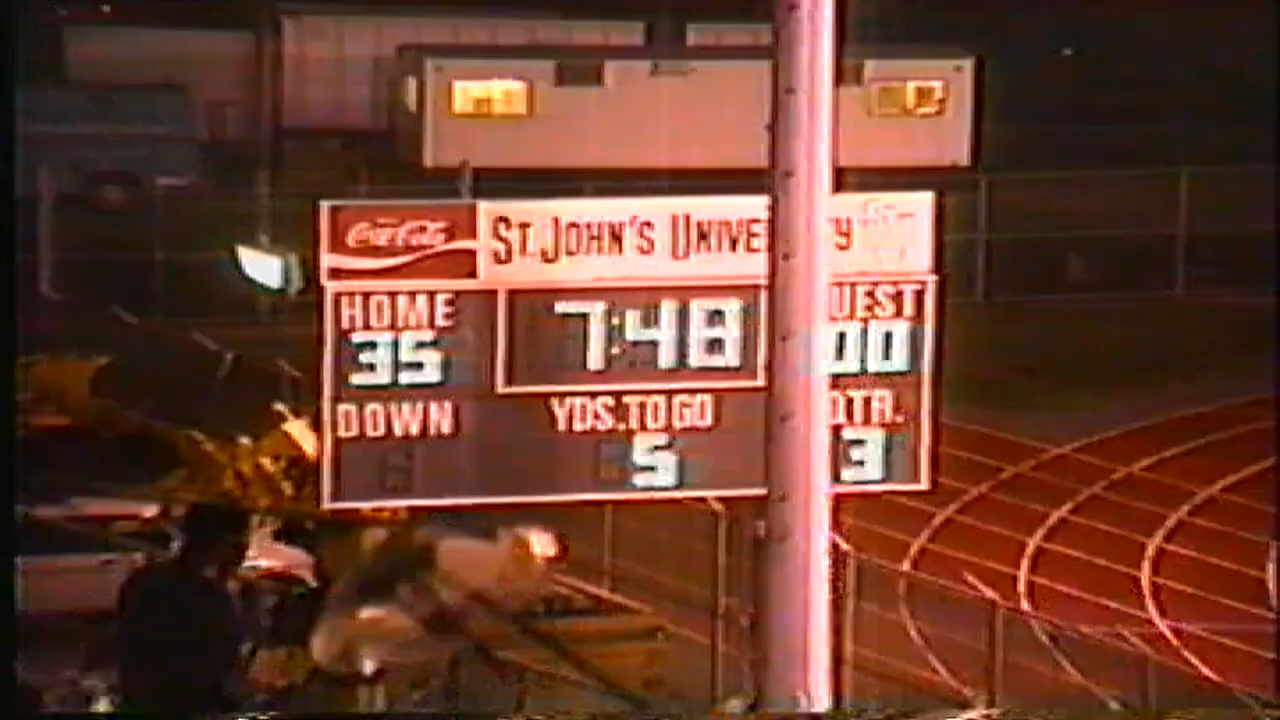 Coca-Cola
ST. JOHN'S UNIVE Y
HOME 7:48 UEST
35 00
DOWN YDS.TO GO QTR.
5 3